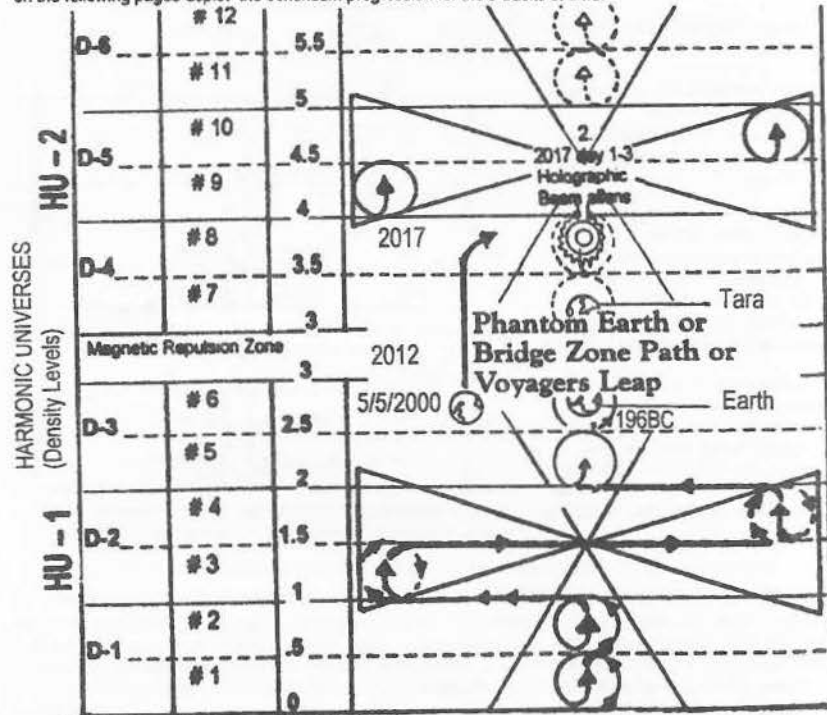 # 12
D-6
5.5
# 11
5
# 10
2.
D-5
4.5
2017 day 1-3
Holographic
# 9
Beam aligns
4
# 8
2017
D-4
3.5
# 7
Tara
3
Phantom Earth or
Magnetic Repulsion Zone
2012
Bridge Zone Path or
3
Voyagers Leap
# 6
5/5/2000
Earth
D-3
2.5
196BC
# 5
2
# 4
D-2
1.5
# 3
1
# 2
D-1
.5
# 1
0
HU - 2
HU - 1
HARMONIC UNIVERSES
(Density Levels)